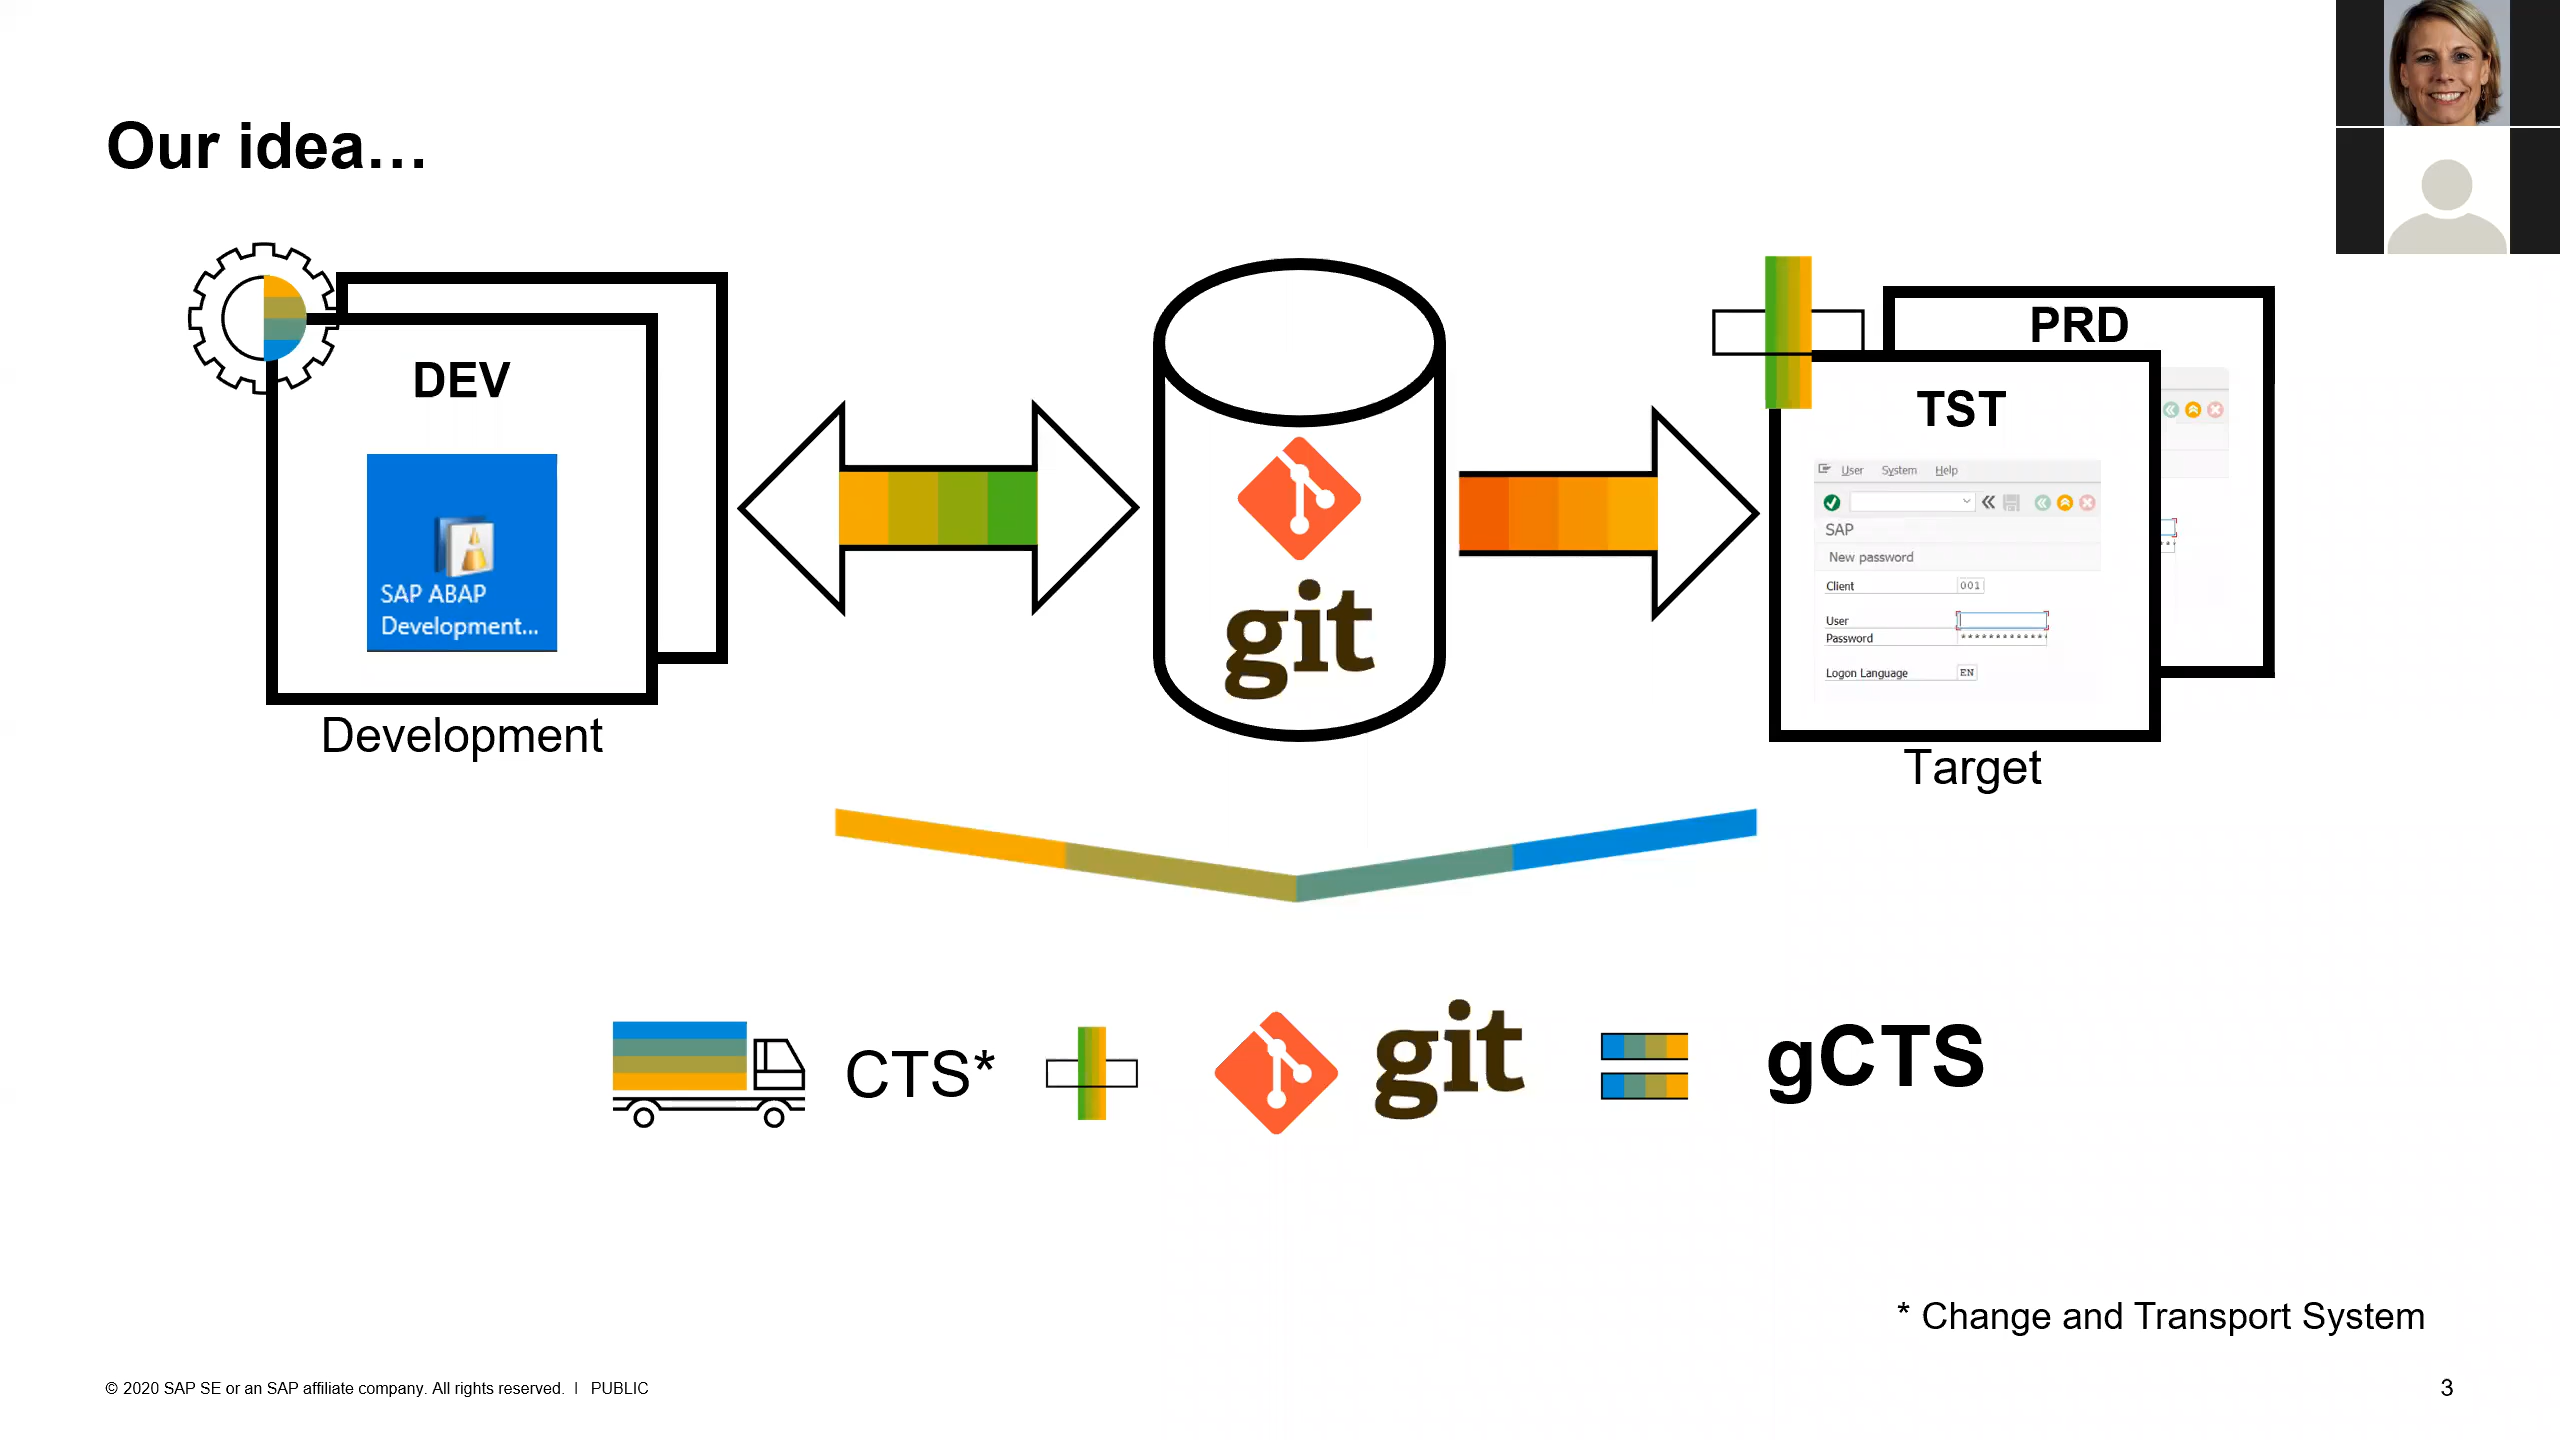 Our idea...
DEV
SAP ABAP
Development...
Development
git
PRD
TST
User System Help
SAP
New password
Client 001
User
Password *************
Logon Language EN
Target
CTS* git gCTS
* Change and Transport System
© 2020 SAP SE or an SAP affiliate company. All rights reserved. | PUBLIC
3